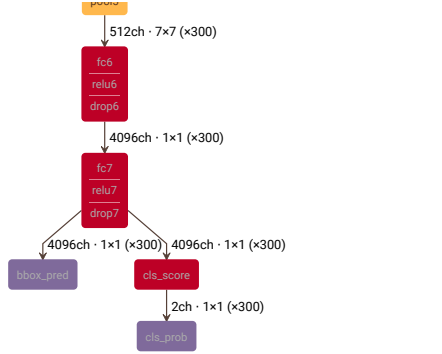 512ch · 7×7 (×300)
fc6
relu6
drop6
4096ch · 1×1 (×300)
fc7
relu7
drop7
4096ch · 1×1 (×300) 4096ch · 1×1 (×300)
bbox_pred cls_score
2ch · 1×1 (×300)
cls_prob